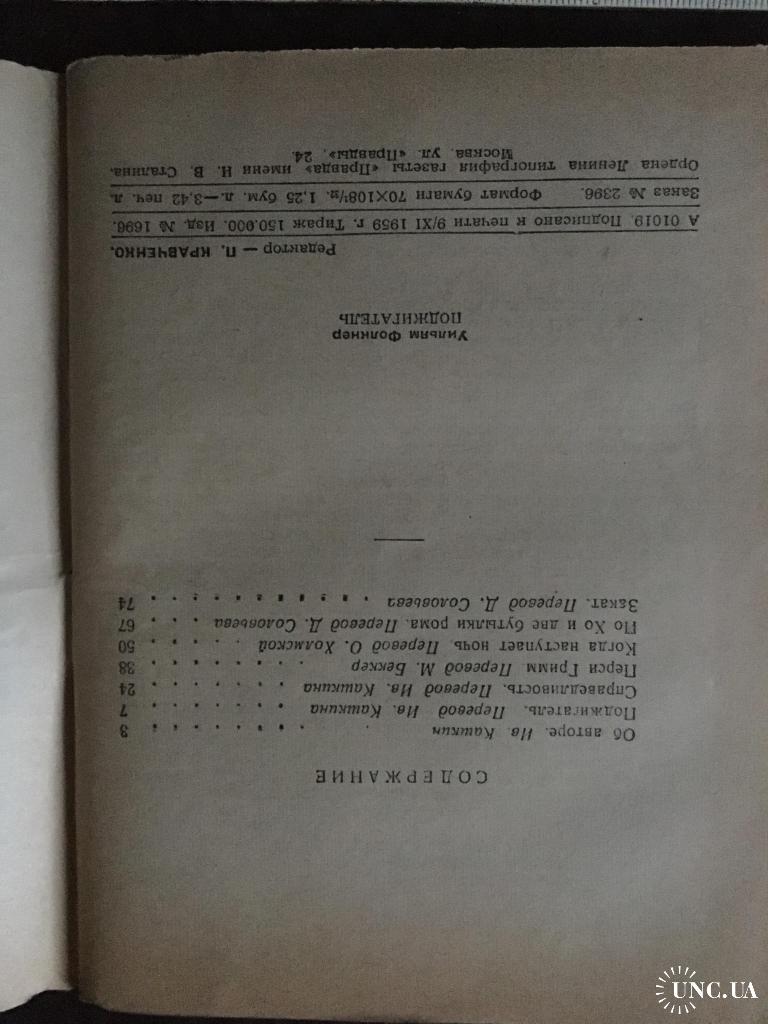 СОДЕРЖАНИЕ
Об авторе. Ив. Кашкин . . . . . . . . 3
Поджигатель. Перевод Ив. Кашкина . . . . . . . 7
Справедливость. Перевод Ив. Кашкина . . . . . . . 24
Перси Гримм Перевод М. Беккер . . . . . . . 38
Когда наступает ночь. Перевод О. Холмской . . . . . 50
По Хо и две бутылки рома. Перевод Д. Соловьева . . . 67
Закат. Перевод Д. Соловьева . . . . . . . . . . . 74
Уильям Фолкнер
ПОДЖИГАТЕЛЬ
Редактор — П. КРАВЧЕНКО.
А 01019. Подписано к печати 9/XI 1959 г. Тираж 150.000. Изд. № 1696.
Заказ № 2396. Формат бумаги 70×108¹/₃₂. 1,25 бум. л.—3,42 печ. л.
Ордена Ленина типография газеты «Правда» имени В. И. Ленина.
Москва, ул. «Правды», 24.
UNC.UA